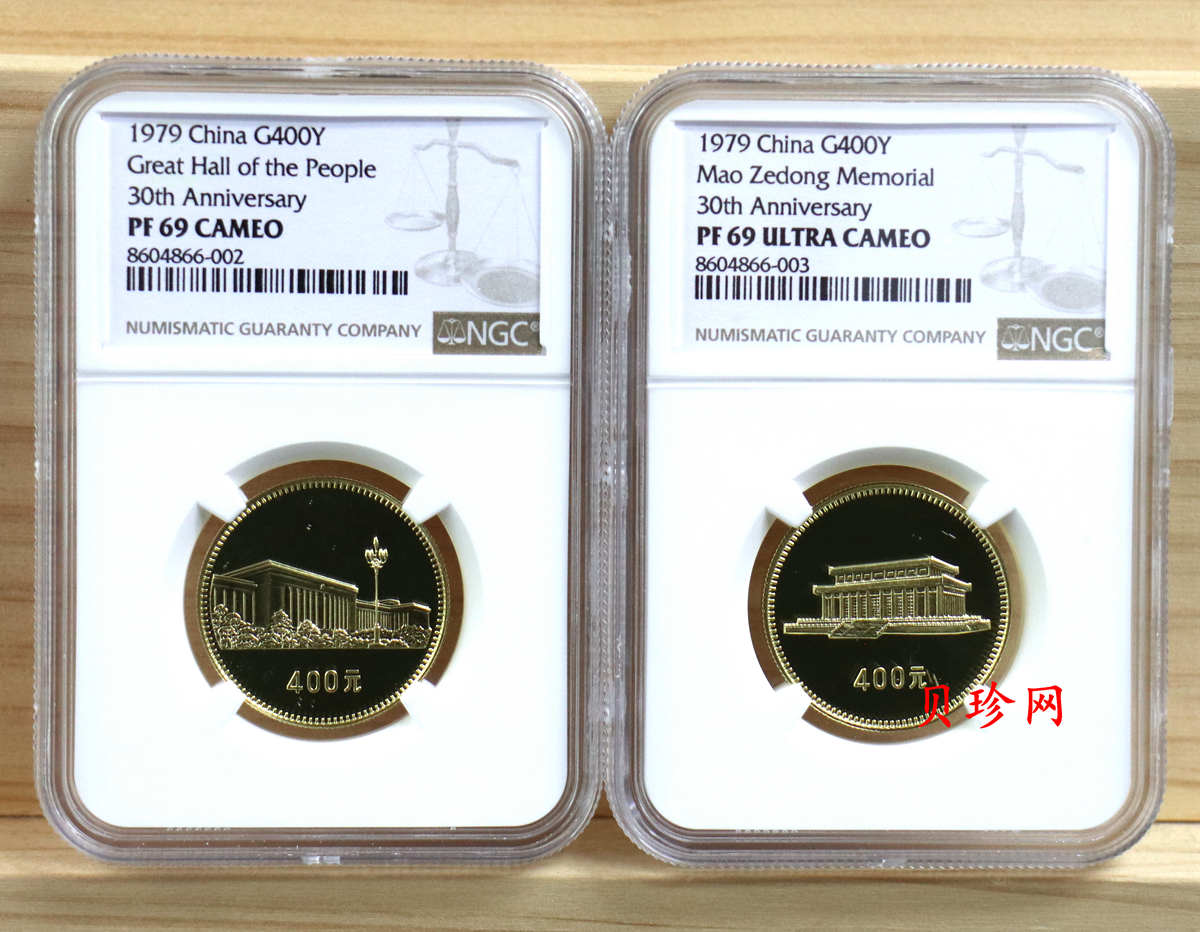 1979 China G400Y
Great Hall of the People
30th Anniversary
PF 69 CAMEO
8604866-002
NUMISMATIC GUARANTY COMPANY
NGC®
400元
1979 China G400Y
Mao Zedong Memorial
30th Anniversary
PF 69 ULTRA CAMEO
8604866-003
NUMISMATIC GUARANTY COMPANY
NGC®
400元
贝珍网